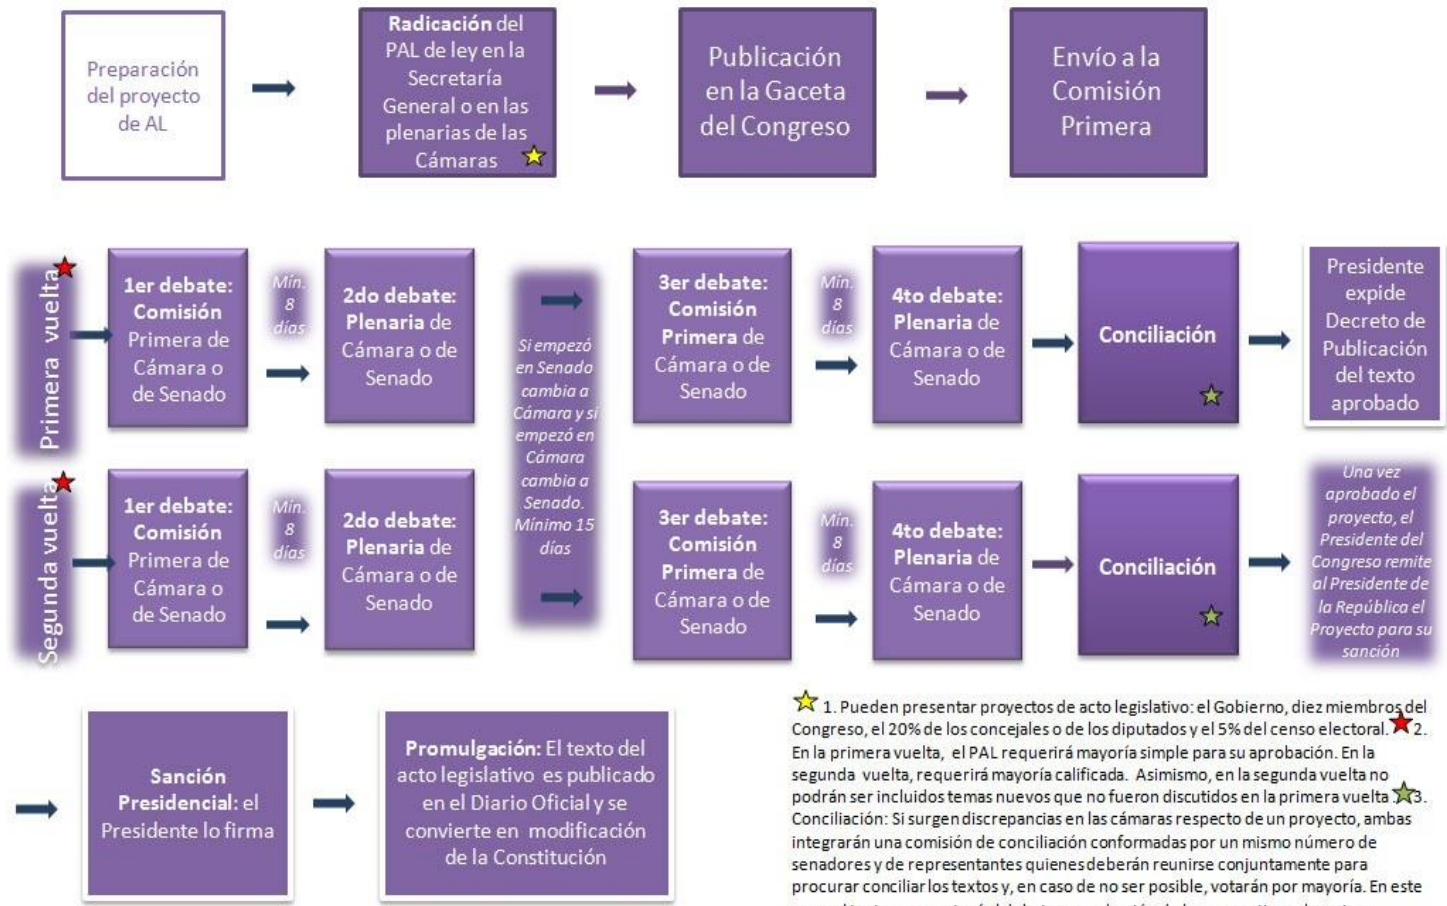 Preparación
del proyecto
de AL
Radicación del
PAL de ley en la
Secretaría
General o en las
plenarias de las
Cámaras
Publicación
en la Gaceta
del Congreso
Envío a la
Comisión
Primera
Primera vuelta
1er debate:
Comisión
Primera de
Cámara o
de Senado
Mín.
8
días
2do debate:
Plenaria de
Cámara o de
Senado
Si empezó
en Senado
cambia a
Cámara y si
empezó en
Cámara
cambia a
Senado.
Mínimo 15
días
3er debate:
Comisión
Primera de
Cámara o de
Senado
Mín.
8
días
4to debate:
Plenaria de
Cámara o de
Senado
Conciliación
Presidente
expide
Decreto de
Publicación
del texto
aprobado
Segunda vuelta
1er debate:
Comisión
Primera de
Cámara o
de Senado
Mín.
8
días
2do debate:
Plenaria de
Cámara o de
Senado
3er debate:
Comisión
Primera de
Cámara o de
Senado
Mín.
8
días
4to debate:
Plenaria de
Cámara o de
Senado
Conciliación
Una vez
aprobado el
proyecto, el
Presidente del
Congreso remite
al Presidente de
la República el
Proyecto para su
sanción
Sanción
Presidencial: el
Presidente lo firma
Promulgación: El texto del
acto legislativo es publicado
en el Diario Oficial y se
convierte en modificación
de la Constitución
1. Pueden presentar proyectos de acto legislativo: el Gobierno, diez miembros del
Congreso, el 20% de los concejales o de los diputados y el 5% del censo electoral. 2.
En la primera vuelta, el PAL requerirá mayoría simple para su aprobación. En la
segunda vuelta, requerirá mayoría calificada. Asimismo, en la segunda vuelta no
podrán ser incluidos temas nuevos que no fueron discutidos en la primera vuelta. 3.
Conciliación: Si surgen discrepancias en las cámaras respecto de un proyecto, ambas
integrarán una comisión de conciliación conformadas por un mismo número de
senadores y de representantes quienes deberán reunirse conjuntamente para
procurar conciliar los textos y, en caso de no ser posible, votarán por mayoría. En este